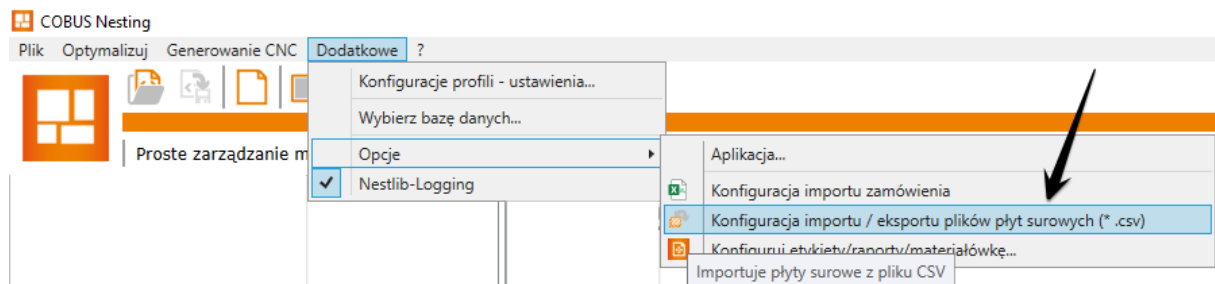 COBUS Nesting
Plik Optymalizuj Generowanie CNC Dodatkowe ?
Konfiguracje profili - ustawienia...
Wybierz bazę danych...
Opcje
Nestlib-Logging
Proste zarządzanie m
Aplikacja...
Konfiguracja importu zamówienia
Konfiguracja importu / eksportu plików płyt surowych (* .csv)
Konfiguruj etykiety/raporty/materiałówkę...
Importuje płyty surowe z pliku CSV